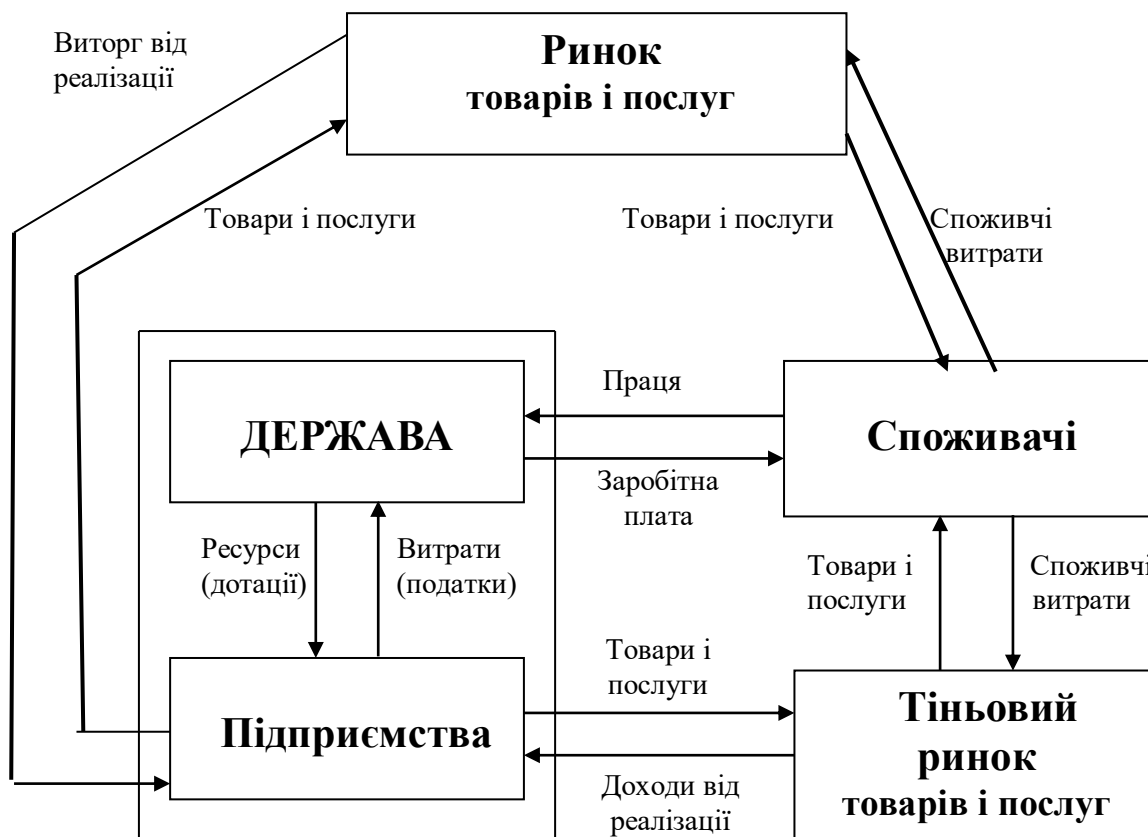 Виторг від
реалізації
Ринок
товарів і послуг
Товари і послуги
Товари і послуги
Споживчі
витрати
ДЕРЖАВА
Праця
Заробітна
плата
Споживачі
Ресурси
(дотації)
Витрати
(податки)
Товари і
послуги
Споживчі
витрати
Підприємства
Товари і
послуги
Доходи від
реалізації
Тіньовий
ринок
товарів і послуг